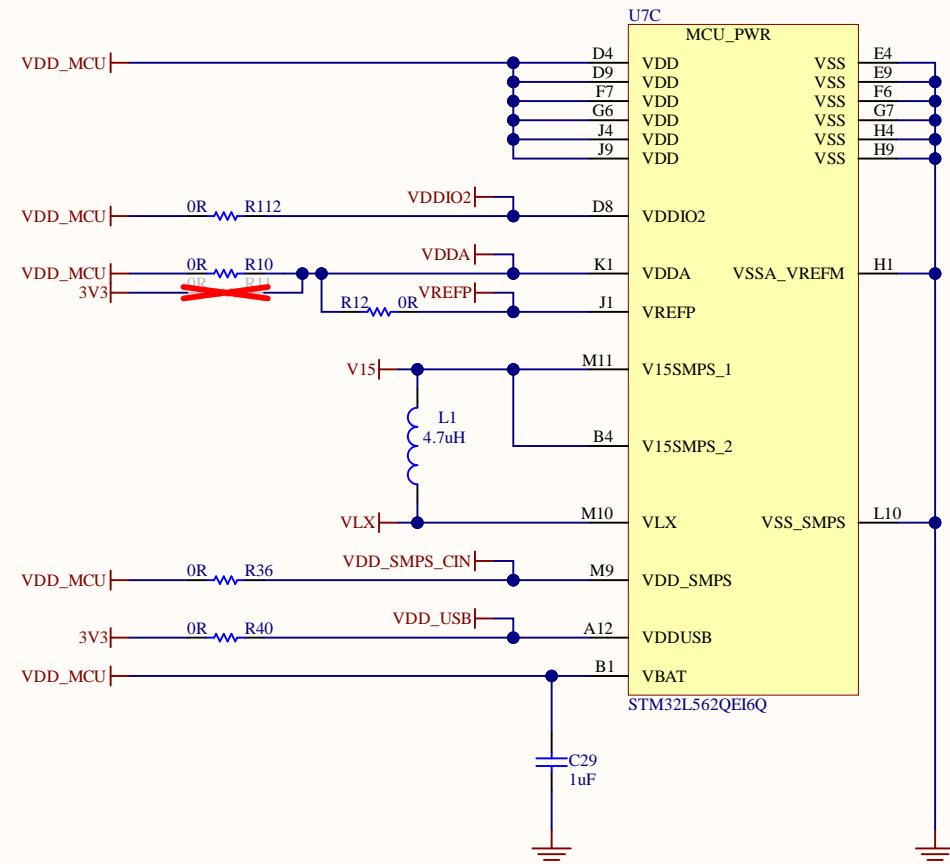 U7C
MCU_PWR
VDD_MCU D4 VDD VSS E4
D9 VDD VSS E9
F7 VDD VSS F6
G6 VDD VSS G7
J4 VDD VSS H4
J9 VDD VSS H9
VDDIO2
VDD_MCU 0R R112 D8 VDDIO2
VDDA
VDD_MCU 0R R10 K1 VDDA VSSA_VREFM H1
3V3 0R R11 VREFP
R12 0R J1 VREFP
V15 M11 V15SMPS_1
L1
4.7uH
B4 V15SMPS_2
VLX M10 VLX VSS_SMPS L10
VDD_SMPS_CIN
VDD_MCU 0R R36 M9 VDD_SMPS
VDD_USB
3V3 0R R40 A12 VDDUSB
VDD_MCU B1 VBAT
STM32L562QEI6Q
C29
1uF